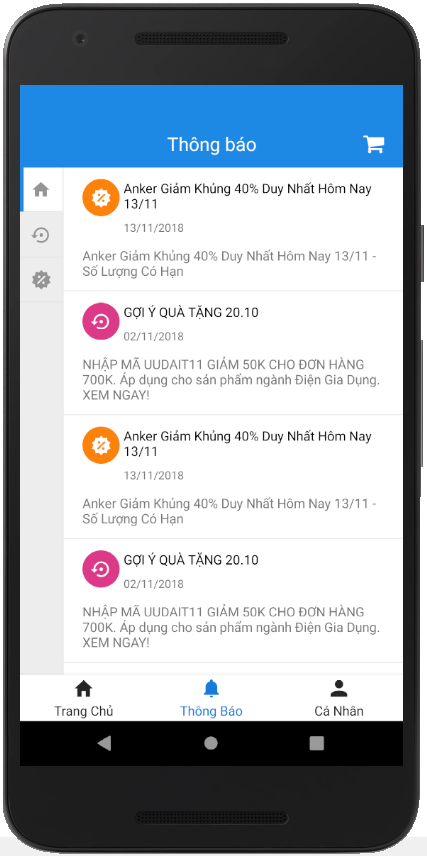 Thông báo
Anker Giảm Khủng 40% Duy Nhất Hôm Nay
13/11
13/11/2018
Anker Giảm Khủng 40% Duy Nhất Hôm Nay 13/11 -
Số Lượng Có Hạn
GỢI Ý QUÀ TẶNG 20.10
02/11/2018
NHẬP MÃ UUDAIT11 GIẢM 50K CHO ĐƠN HÀNG
700K. Áp dụng cho sản phẩm ngành Điện Gia Dụng.
XEM NGAY!
Anker Giảm Khủng 40% Duy Nhất Hôm Nay
13/11
13/11/2018
Anker Giảm Khủng 40% Duy Nhất Hôm Nay 13/11 -
Số Lượng Có Hạn
GỢI Ý QUÀ TẶNG 20.10
02/11/2018
NHẬP MÃ UUDAIT11 GIẢM 50K CHO ĐƠN HÀNG
700K. Áp dụng cho sản phẩm ngành Điện Gia Dụng.
XEM NGAY!
Trang Chủ
Thông Báo
Cá Nhân